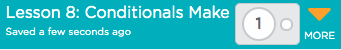 Lesson 8: Conditionals Make
Saved a few seconds ago
1
MORE